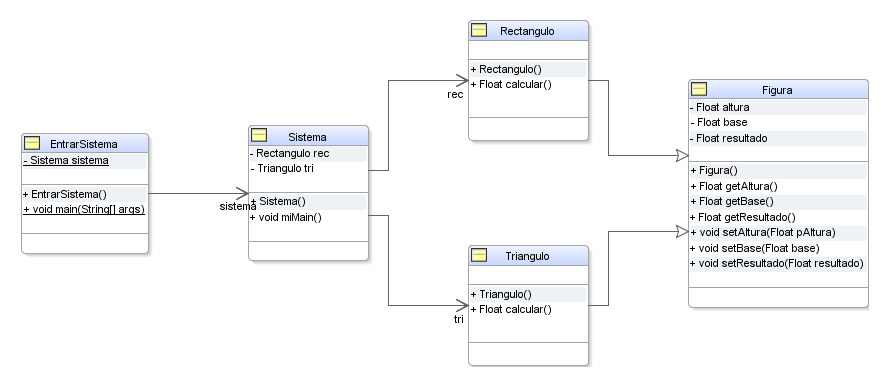 EntrarSistema
- Sistema sistema
+ EntrarSistema()
+ void main(String[] args)
sistema
Sistema
- Rectangulo rec
- Triangulo tri
+ Sistema()
+ void miMain()
rec
tri
Rectangulo
+ Rectangulo()
+ Float calcular()
Triangulo
+ Triangulo()
+ Float calcular()
Figura
- Float altura
- Float base
- Float resultado
+ Figura()
+ Float getAltura()
+ Float getBase()
+ Float getResultado()
+ void setAltura(Float pAltura)
+ void setBase(Float base)
+ void setResultado(Float resultado)